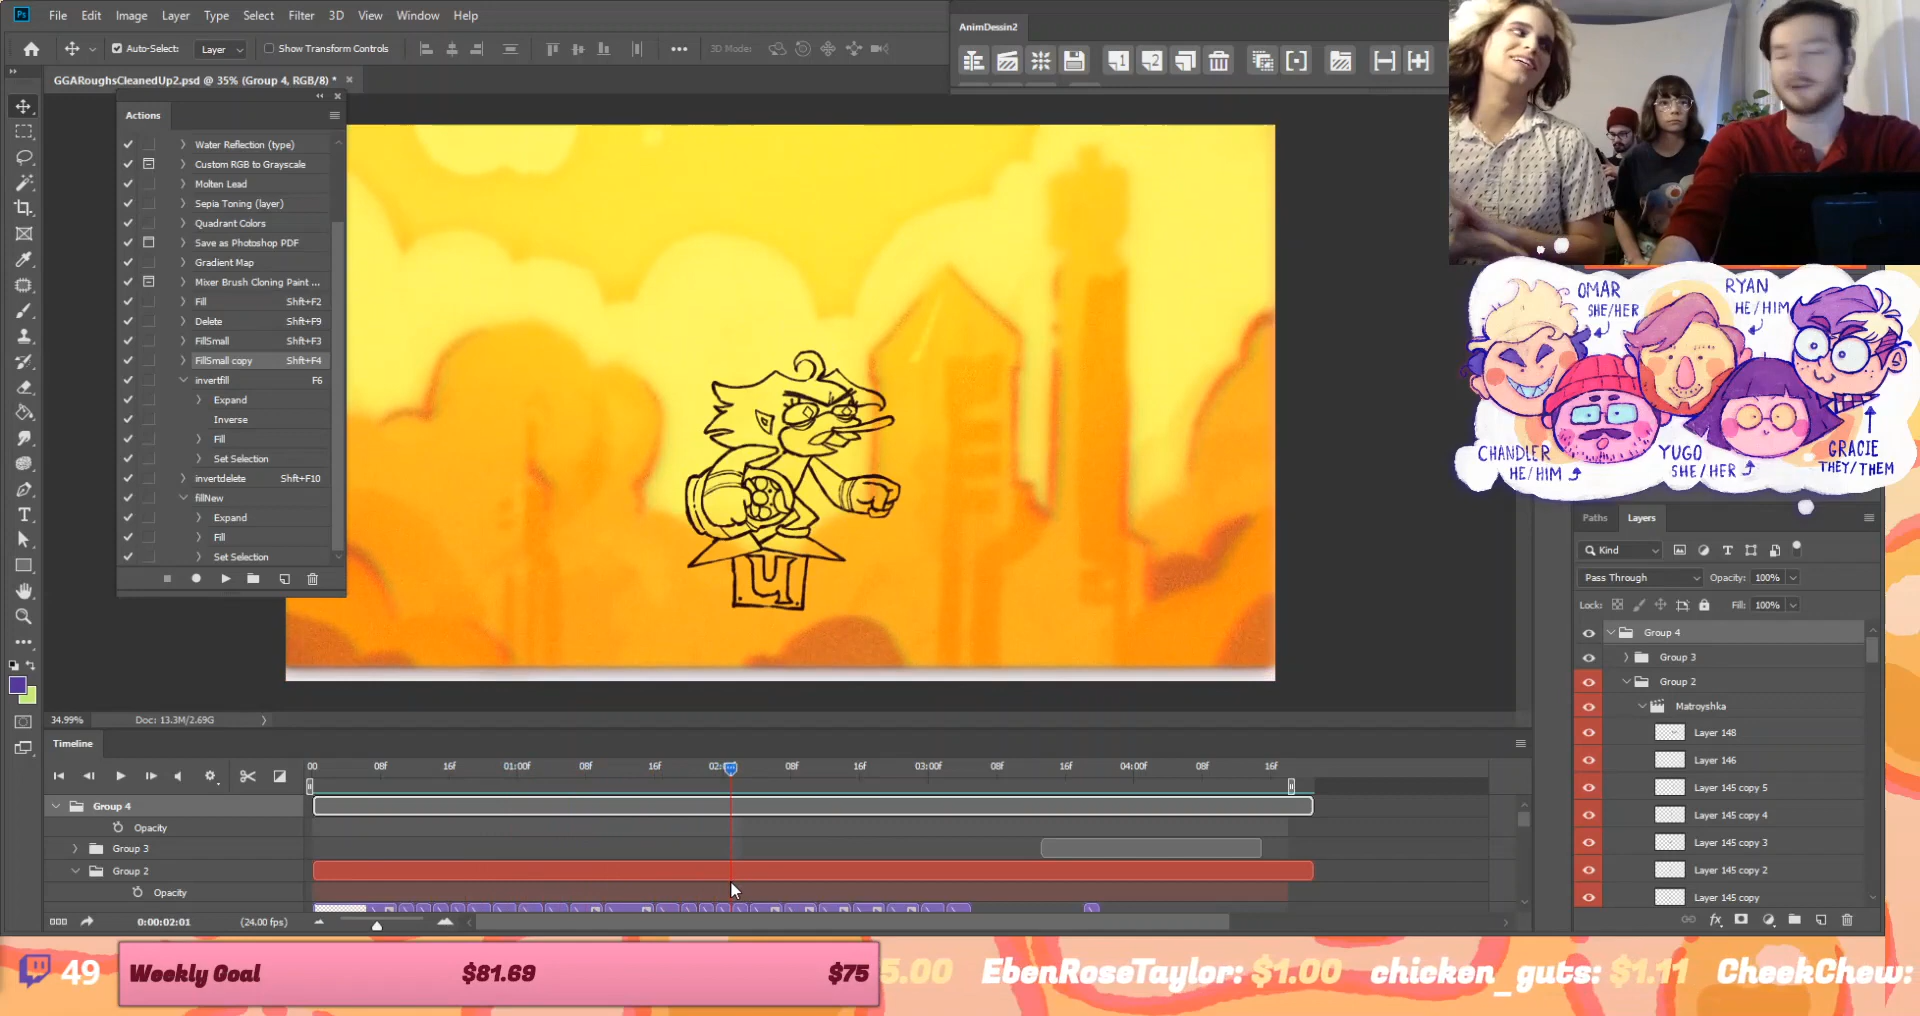 Ps File Edit Image Layer Type Select Filter 3D View Window Help
Auto-Select: Layer Show Transform Controls 3D Mode:
AnimDessin2
GGARoughsCleanedUp2.psd @ 35% (Group 4, RGB/8) *
Actions
Water Reflection (type)
Custom RGB to Grayscale
Molten Lead
Sepia Toning (layer)
Quadrant Colors
Save as Photoshop PDF
Gradient Map
Mixer Brush Cloning Paint ...
Fill Shft+F2
Delete Shft+F9
FillSmall Shft+F3
FillSmall copy Shft+F4
invertfill F6
Expand
Inverse
Fill
Set Selection
invertdelete Shft+F10
fillNew
Expand
Fill
Set Selection
OMAR
SHE/HER
RYAN
HE/HIM
CHANDLER
HE/HIM
YUGO
SHE/HER
GRACIE
THEY/THEM
Paths Layers
Kind
Pass Through Opacity: 100%
Lock: Fill: 100%
Group 4
Group 3
Group 2
Matroyshka
Layer 148
Layer 146
Layer 145 copy 5
Layer 145 copy 4
Layer 145 copy 3
Layer 145 copy 2
Layer 145 copy
34.99% Doc: 13.3M/2.69G
Timeline
00 08f 16f 01:00f 08f 16f 08f 16f 03:00f 08f 16f 04:00f 08f 16f
Group 4
Opacity
Group 3
Group 2
Opacity
0:00:02:01 (24.00 fps)
49 Weekly Goal $81.69 $75 5.00 EbenRoseTaylor: $1.00 chicken_guts: $1.11 CheekChew: